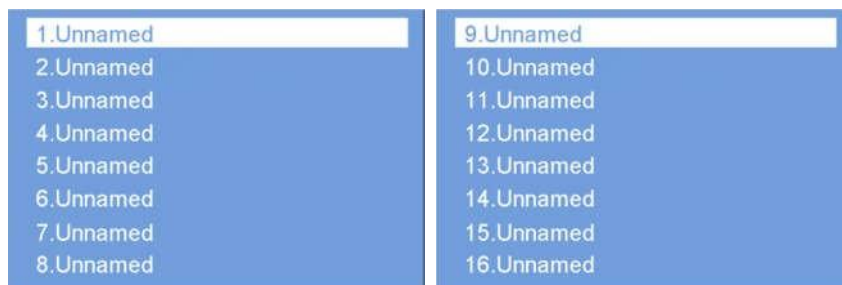 1.Unnamed
2.Unnamed
3.Unnamed
4.Unnamed
5.Unnamed
6.Unnamed
7.Unnamed
8.Unnamed
9.Unnamed
10.Unnamed
11.Unnamed
12.Unnamed
13.Unnamed
14.Unnamed
15.Unnamed
16.Unnamed